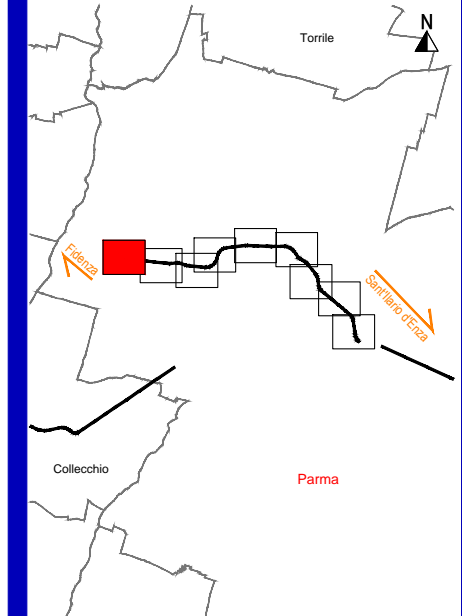 N
Torrile
Fidenza
Sant'Ilario d'Enza
Collecchio
Parma